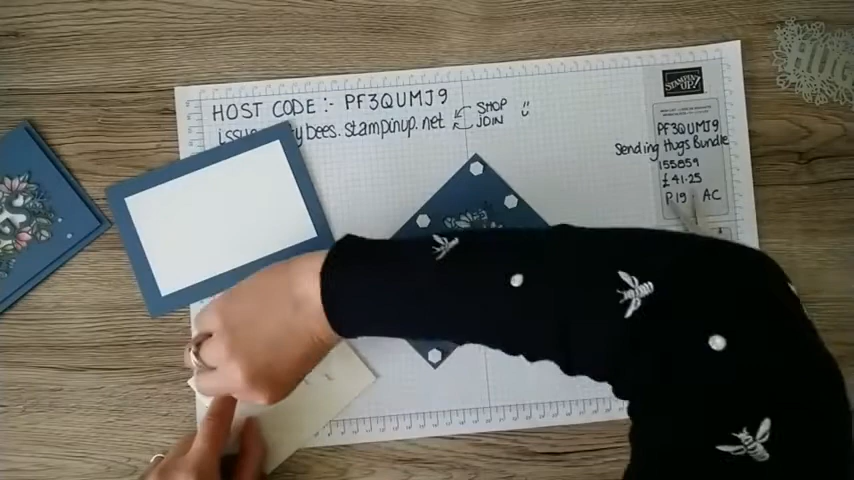 HOST CODE :- PF3QUMJ9
bees.stampinup.net
SHOP
JOIN
STAMPIN' UP!
PF3QUMJ9
Sending Hugs Bundle
155859
£41.25
P19 AC
HUG